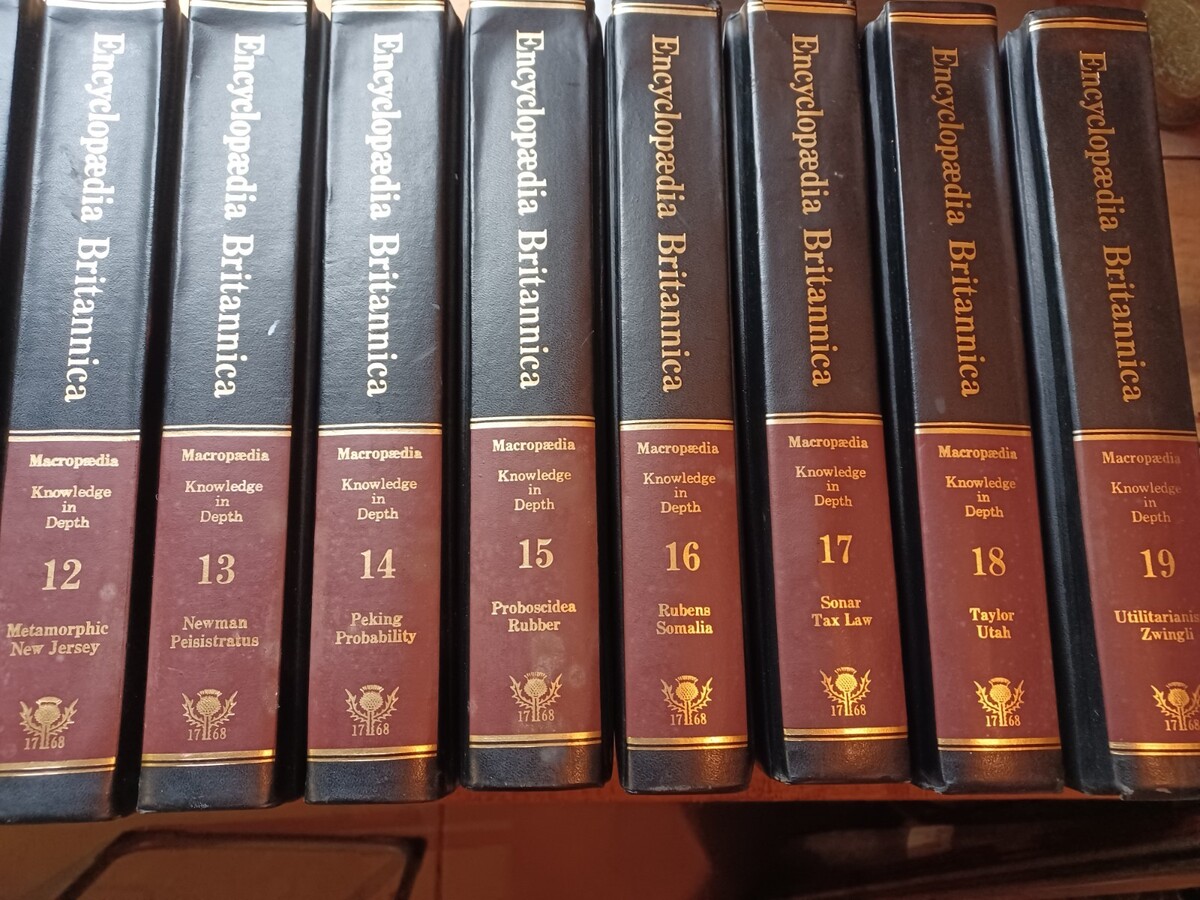 Encyclopædia Britannica
Macropædia
Knowledge
in
Depth
12
Metamorphic
New Jersey
1768
Encyclopædia Britannica
Macropædia
Knowledge
in
Depth
13
Newman
Peisistratus
1768
Encyclopædia Britannica
Macropædia
Knowledge
in
Depth
14
Peking
Probability
1768
Encyclopædia Britannica
Macropædia
Knowledge
in
Depth
15
Proboscidea
Rubber
1768
Encyclopædia Britannica
Macropædia
Knowledge
in
Depth
16
Rubens
Somalia
1768
Encyclopædia Britannica
Macropædia
Knowledge
in
Depth
17
Sonar
Tax Law
1768
Encyclopædia Britannica
Macropædia
Knowledge
in
Depth
18
Taylor
Utah
1768
Encyclopædia Britannica
Macropædia
Knowledge
in
Depth
19
Zwingli
1768